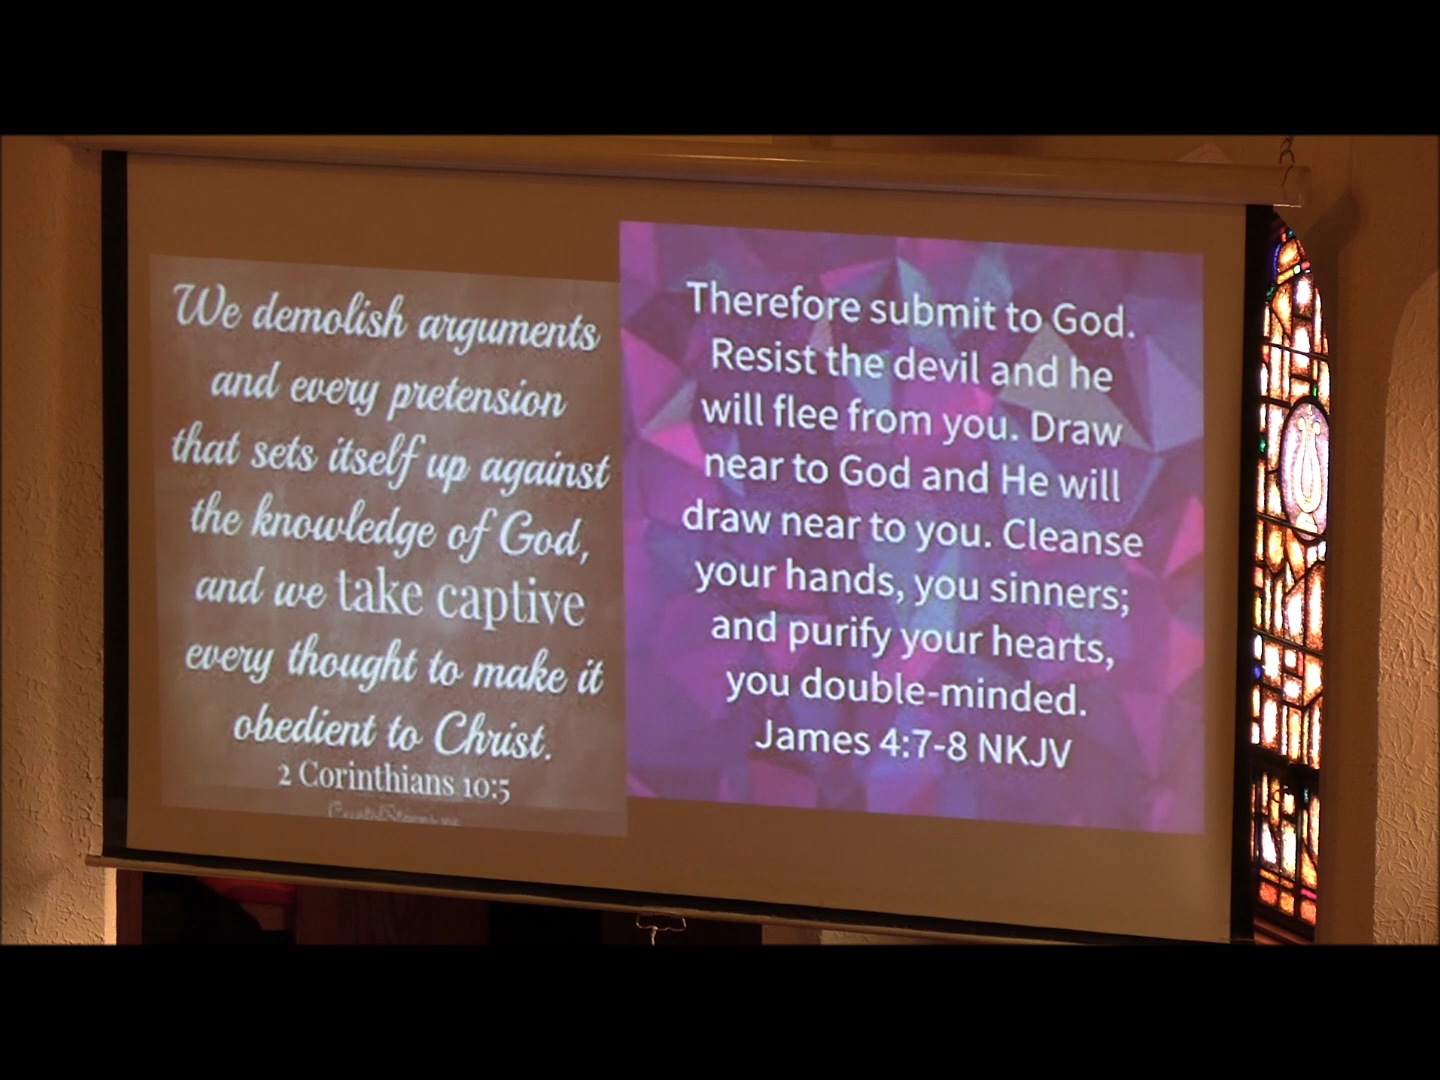 We demolish arguments
and every pretension
that sets itself up against
the knowledge of God,
and we take captive
every thought to make it
obedient to Christ.
2 Corinthians 10:5
Therefore submit to God.
Resist the devil and he
will flee from you. Draw
near to God and He will
draw near to you. Cleanse
your hands, you sinners;
and purify your hearts,
you double-minded.
James 4:7-8 NKJV